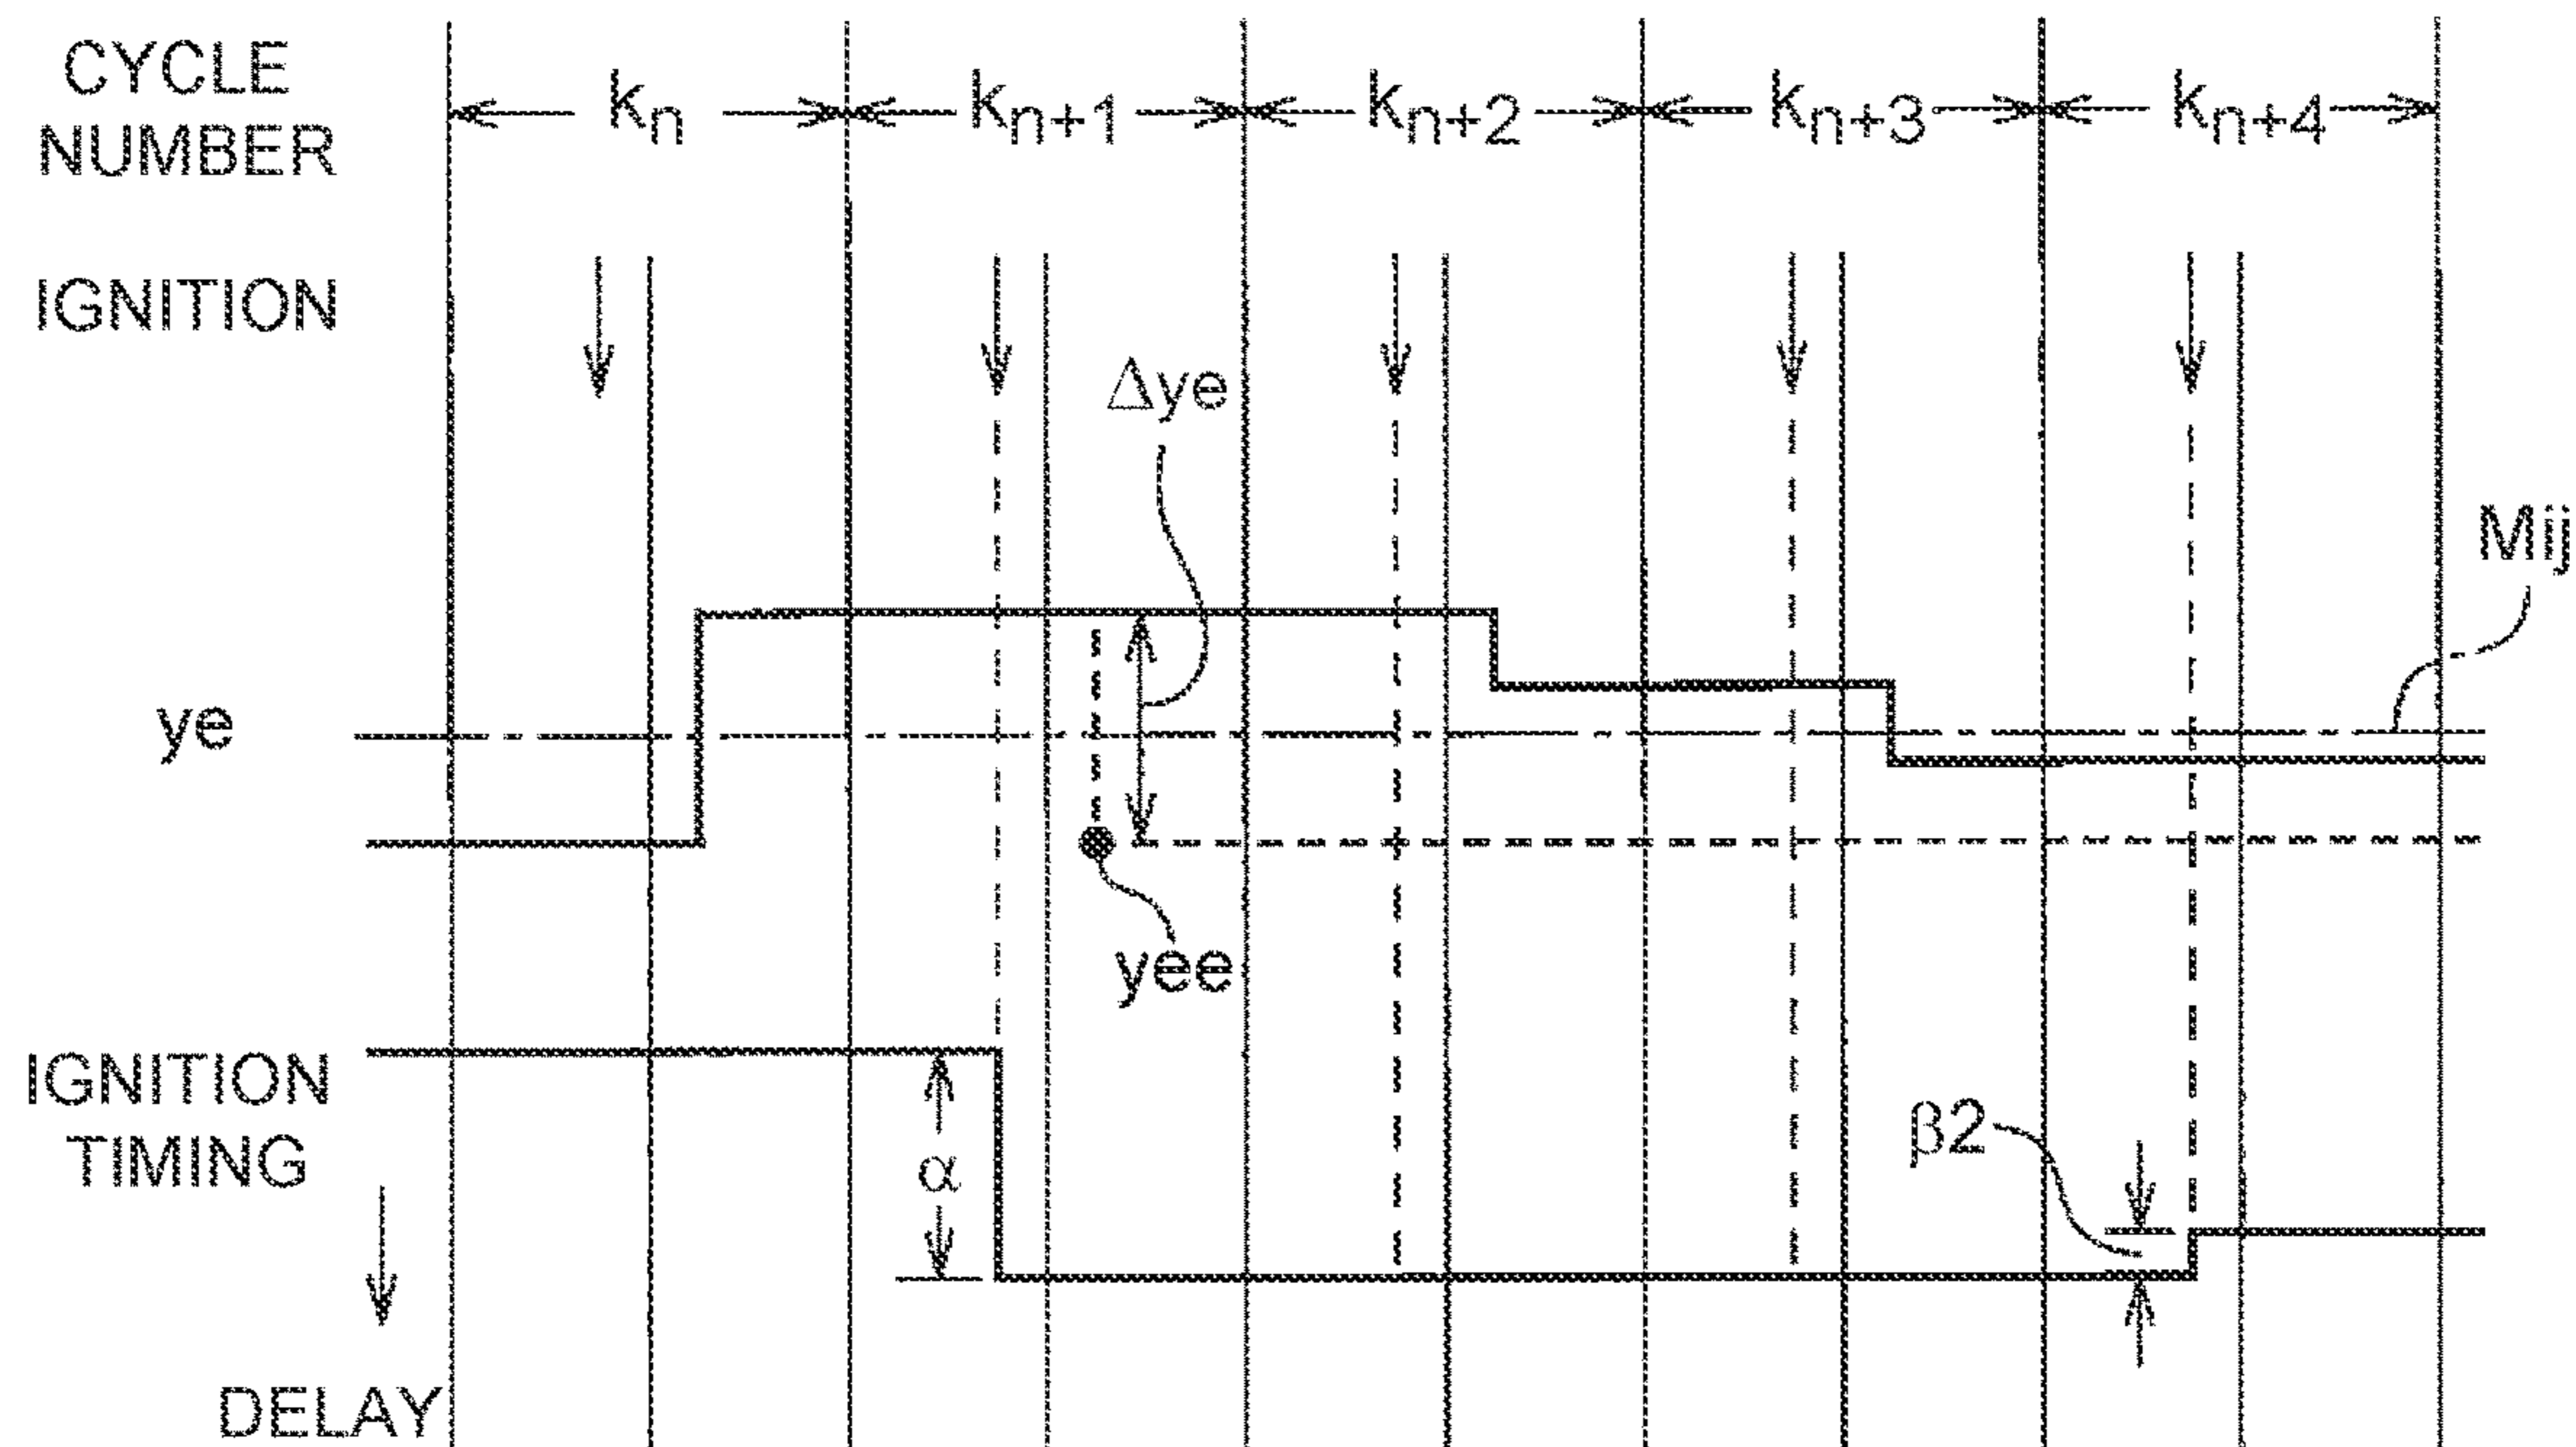 CYCLE
NUMBER
kn
kn+1
kn+2
kn+3
kn+4
IGNITION
Δye
Mij
ye
yee
IGNITION
TIMING
α
β2
DELAY